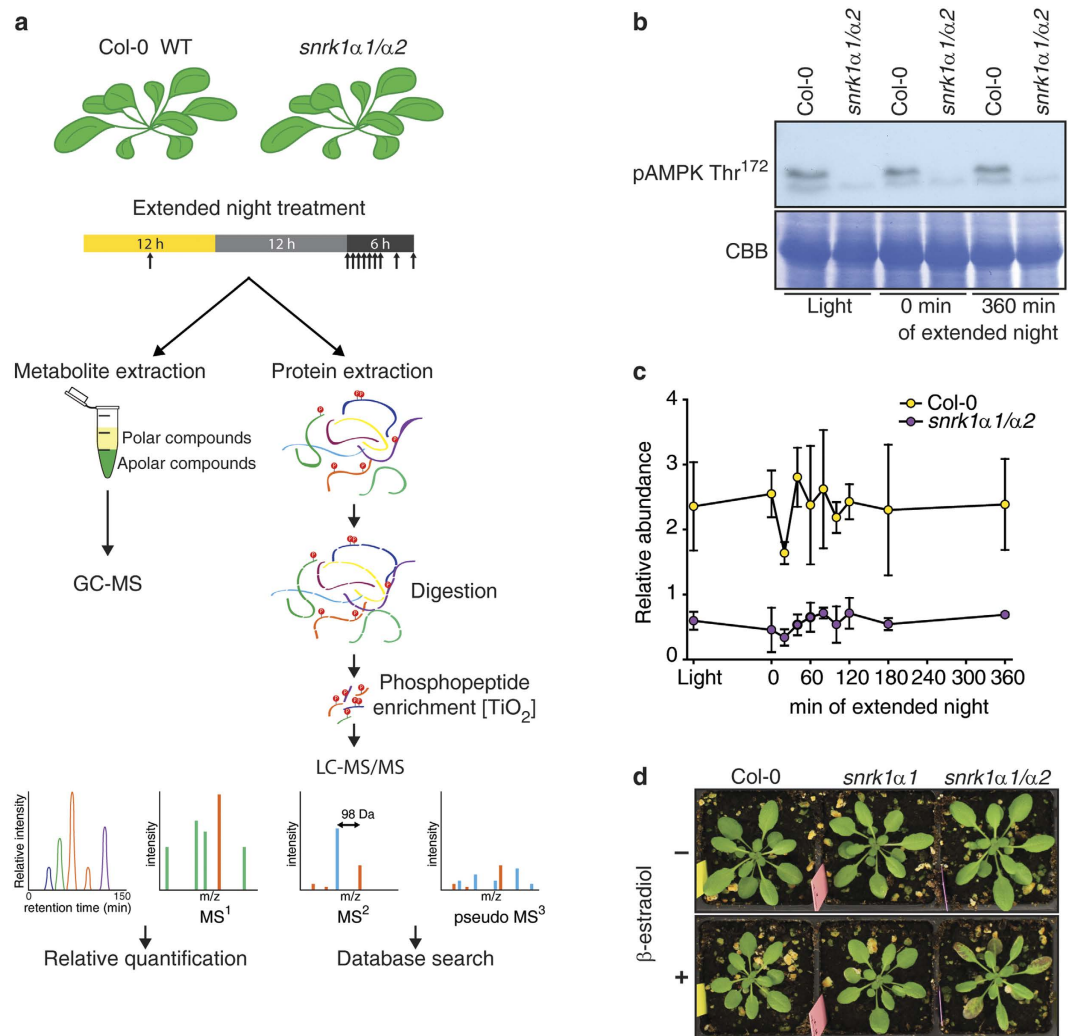 a
Col-0 WT
snrk1α1/α2
Extended night treatment
12 h
12 h
6 h
Metabolite extraction
Protein extraction
Polar compounds
Apolar compounds
GC-MS
P
P P
P
P
P
P
P P
P
P
P
Digestion
Phosphopeptide
enrichment [TiO₂]
LC-MS/MS
Relative intensity
0
150
retention time (min)
intensity
m/z
MS¹
intensity
98 Da
m/z
MS²
intensity
m/z
pseudo MS³
Relative quantification
Database search
b
Col-0
snrk1α1/α2
Col-0
snrk1α1/α2
Col-0
snrk1α1/α2
pAMPK Thr¹⁷²
CBB
Light
0 min
360 min
of extended night
c
Col-0
snrk1α1/α2
Relative abundance
4
3
2
1
0
Light
0
60
120
180
240
300
360
min of extended night
d
Col-0
snrk1α1
snrk1α1/α2
β-estradiol
−
+